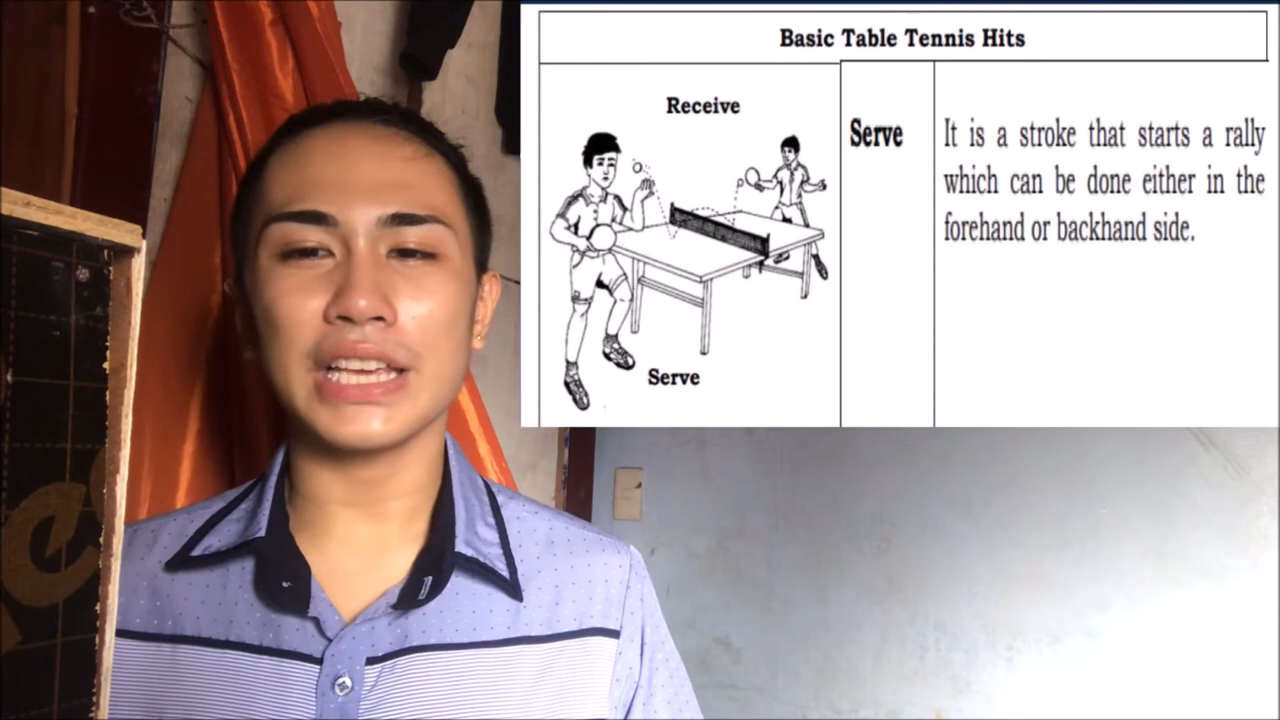 Basic Table Tennis Hits
Receive
Serve
Serve
It is a stroke that starts a rally
which can be done either in the
forehand or backhand side.